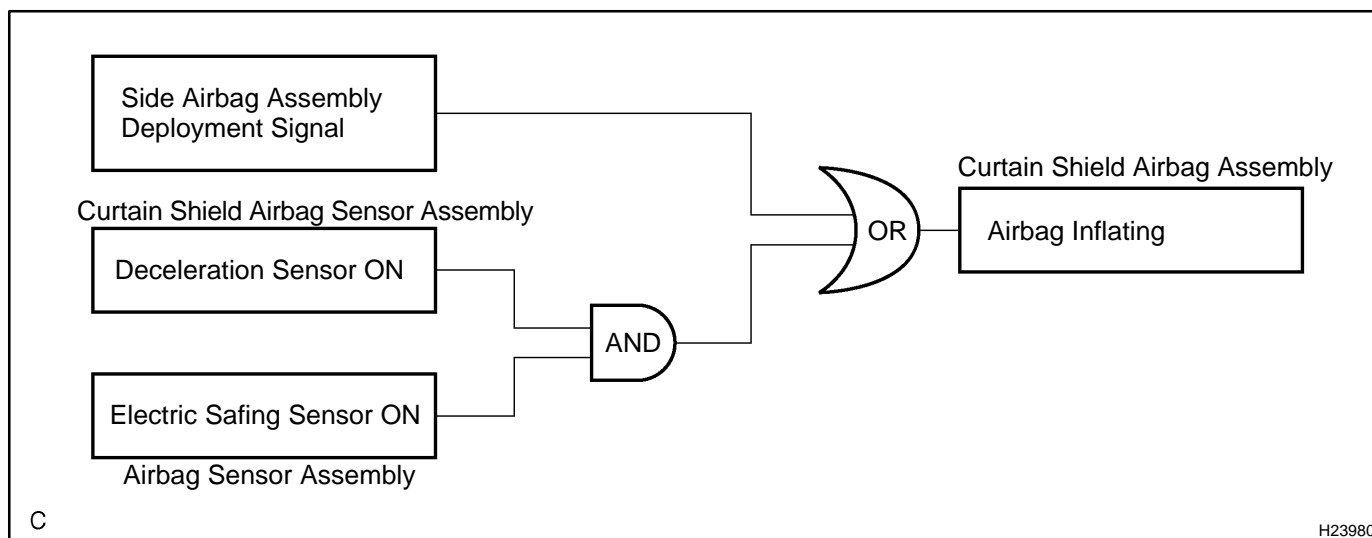 Side Airbag Assembly
Deployment Signal
Curtain Shield Airbag Sensor Assembly
Deceleration Sensor ON
Electric Safing Sensor ON
Airbag Sensor Assembly
AND
OR
Curtain Shield Airbag Assembly
Airbag Inflating
C
H23980